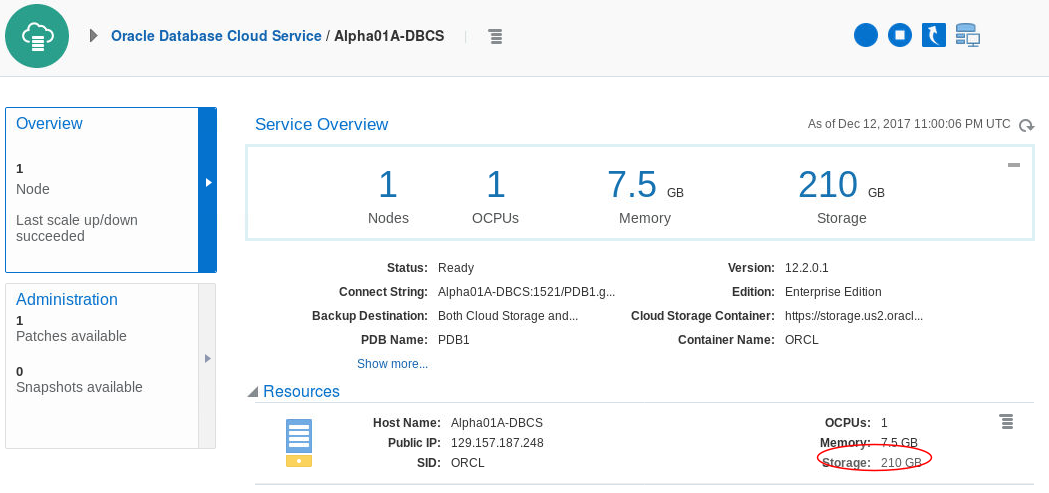 Oracle Database Cloud Service / Alpha01A-DBCS
Overview
1
Node
Last scale up/down
succeeded
Administration
1
Patches available
0
Snapshots available
Service Overview
As of Dec 12, 2017 11:00:06 PM UTC
1 1 7.5 GB 210 GB
Nodes OCPUs Memory Storage
Status: Ready Version: 12.2.0.1
Connect String: Alpha01A-DBCS:1521/PDB1.g... Edition: Enterprise Edition
Backup Destination: Both Cloud Storage and... Cloud Storage Container: https://storage.us2.oracl...
PDB Name: PDB1 Container Name: ORCL
Show more...
Resources
Host Name: Alpha01A-DBCS OCPUs: 1
Public IP: 129.157.187.248 Memory: 7.5 GB
SID: ORCL Storage: 210 GB